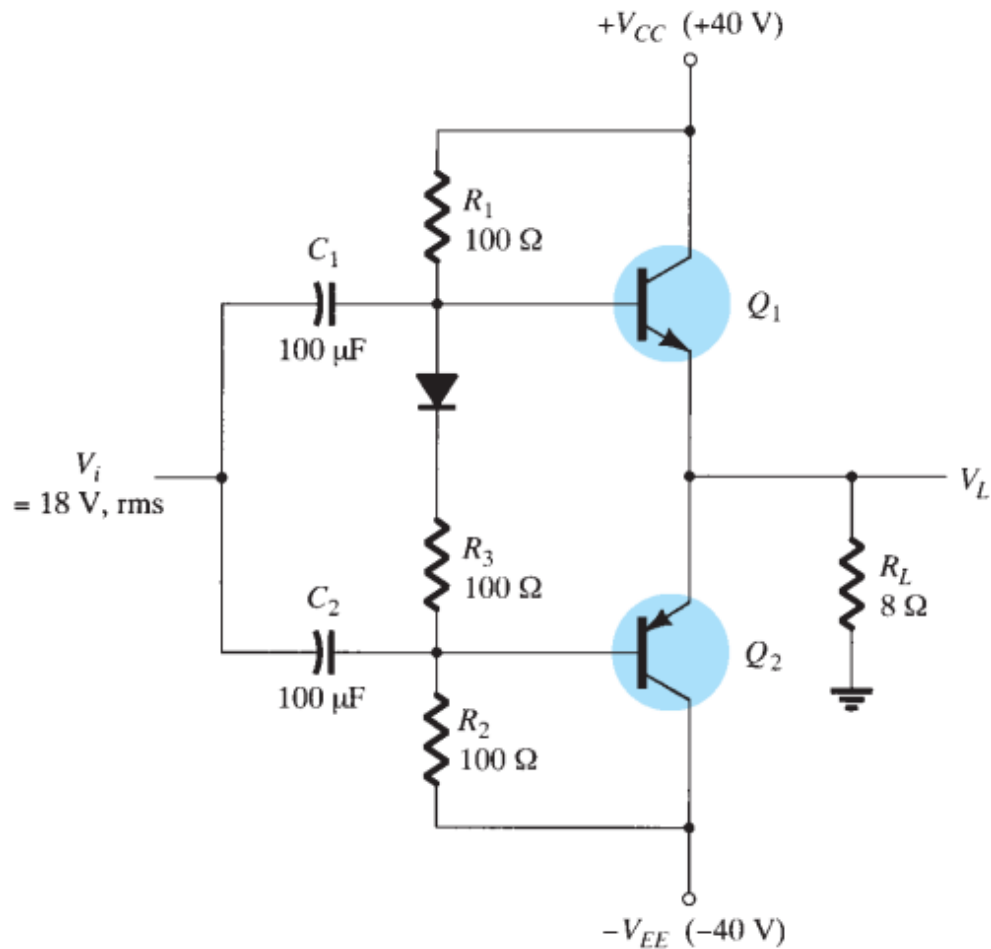 +V_CC (+40 V)
R_1
100 Ω
C_1
100 μF
Q_1
V_i
= 18 V, rms
V_L
R_3
100 Ω
R_L
8 Ω
C_2
100 μF
Q_2
R_2
100 Ω
−V_EE (−40 V)